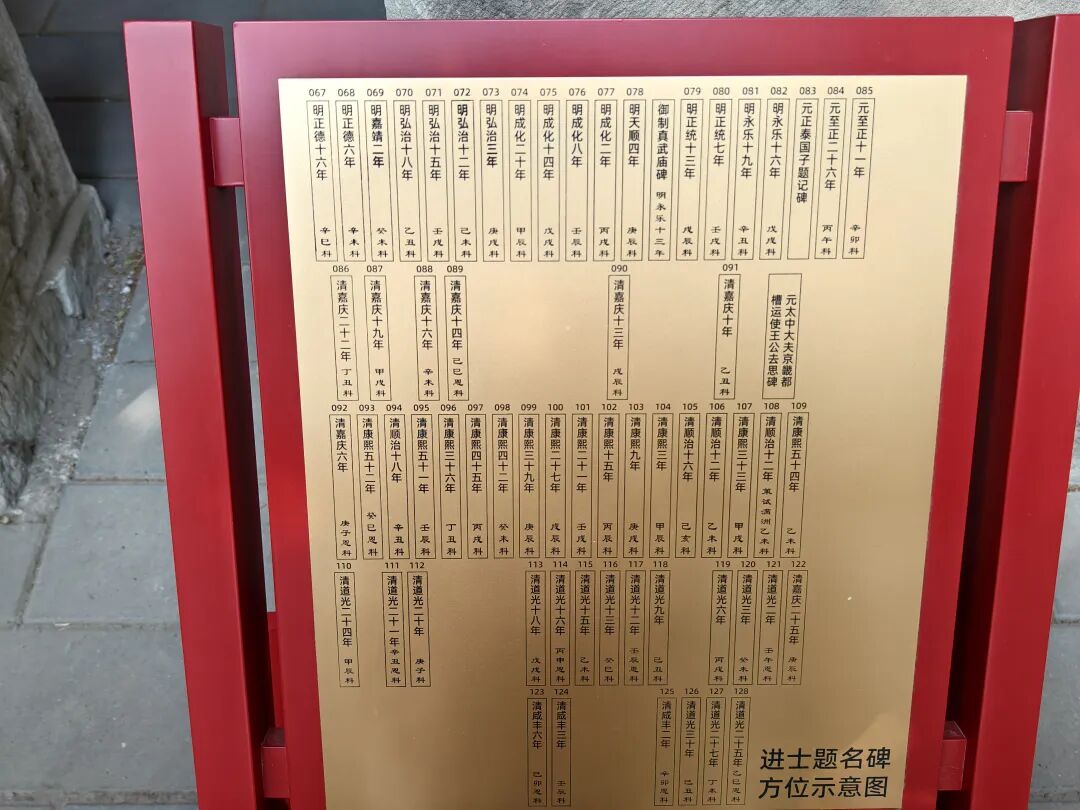 067 明正德十六年 辛巳科
068 明正德六年 辛未科
069 明嘉靖二年 癸未科
070 明弘治十八年 乙丑科
071 明弘治十五年 壬戌科
072 明弘治十二年 己未科
073 明弘治三年 庚戌科
074 明成化二十年 甲辰科
075 明成化十四年 戊戌科
076 明成化八年 壬辰科
077 明成化二年 丙戌科
078 明天顺四年 庚辰科
御制真武庙碑 明永乐十三年
079 明正统十三年 戊辰科
080 明正统七年 壬戌科
081 明永乐十九年 辛丑科
082 明永乐十六年 戊戌科
083 元正泰国子题记碑
084 元至正二十六年 丙午科
085 元至正十一年 辛卯科
086 清嘉庆二十二年 丁丑科
087 清嘉庆十九年 甲戌科
088 清嘉庆十六年 辛未科
089 清嘉庆十四年 己巳恩科
090 清嘉庆十三年 戊辰科
091 清嘉庆十年 乙丑科
元太中大夫京畿都
槽运使王公去思碑
092 清嘉庆六年 庚子恩科
093 清康熙五十二年 癸巳恩科
094 清顺治十八年 辛丑科
095 清康熙五十一年 壬辰科
096 清康熙三十六年 丁丑科
097 清康熙四十五年 丙戌科
098 清康熙四十二年 癸未科
099 清康熙三十九年 庚辰科
100 清康熙二十七年 戊辰科
101 清康熙二十一年 壬戌科
102 清康熙十五年 丙辰科
103 清康熙九年 庚戌科
104 清康熙三年 甲辰科
105 清顺治十六年 己亥科
106 清顺治十二年 乙未科
107 清康熙三十三年 甲戌科
108 清顺治十二年 策试满洲乙未科
109 清康熙五十四年 乙未科
110 清道光二十四年 甲辰科
111 清道光二十一年 辛丑恩科
112 清道光二十年 庚子科
113 清道光十八年 戊戌科
114 清道光十六年 丙申恩科
115 清道光十五年 乙未科
116 清道光十三年 癸巳科
117 清道光十二年 壬辰恩科
118 清道光九年 己丑科
119 清道光六年 丙戌科
120 清道光三年 癸未科
121 清道光二年 壬午恩科
122 清嘉庆二十五年 庚辰科
123 清咸丰六年 己卯恩科
124 清咸丰三年 壬辰科
125 清咸丰二年 辛卯恩科
126 清道光三十年 己丑科
127 清道光二十七年 丁未科
128 清道光二十五年 乙巳恩科
进士题名碑
方位示意图